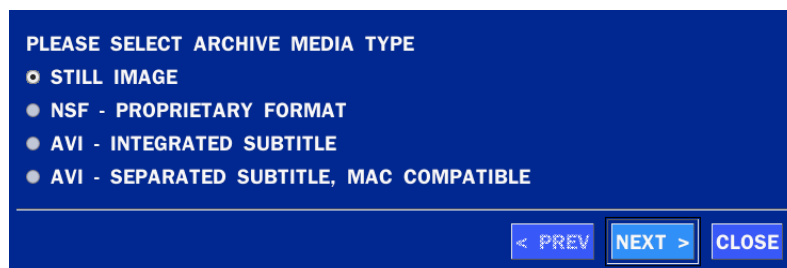 PLEASE SELECT ARCHIVE MEDIA TYPE
STILL IMAGE
NSF - PROPRIETARY FORMAT
AVI - INTEGRATED SUBTITLE
AVI - SEPARATED SUBTITLE, MAC COMPATIBLE
< PREV NEXT > CLOSE